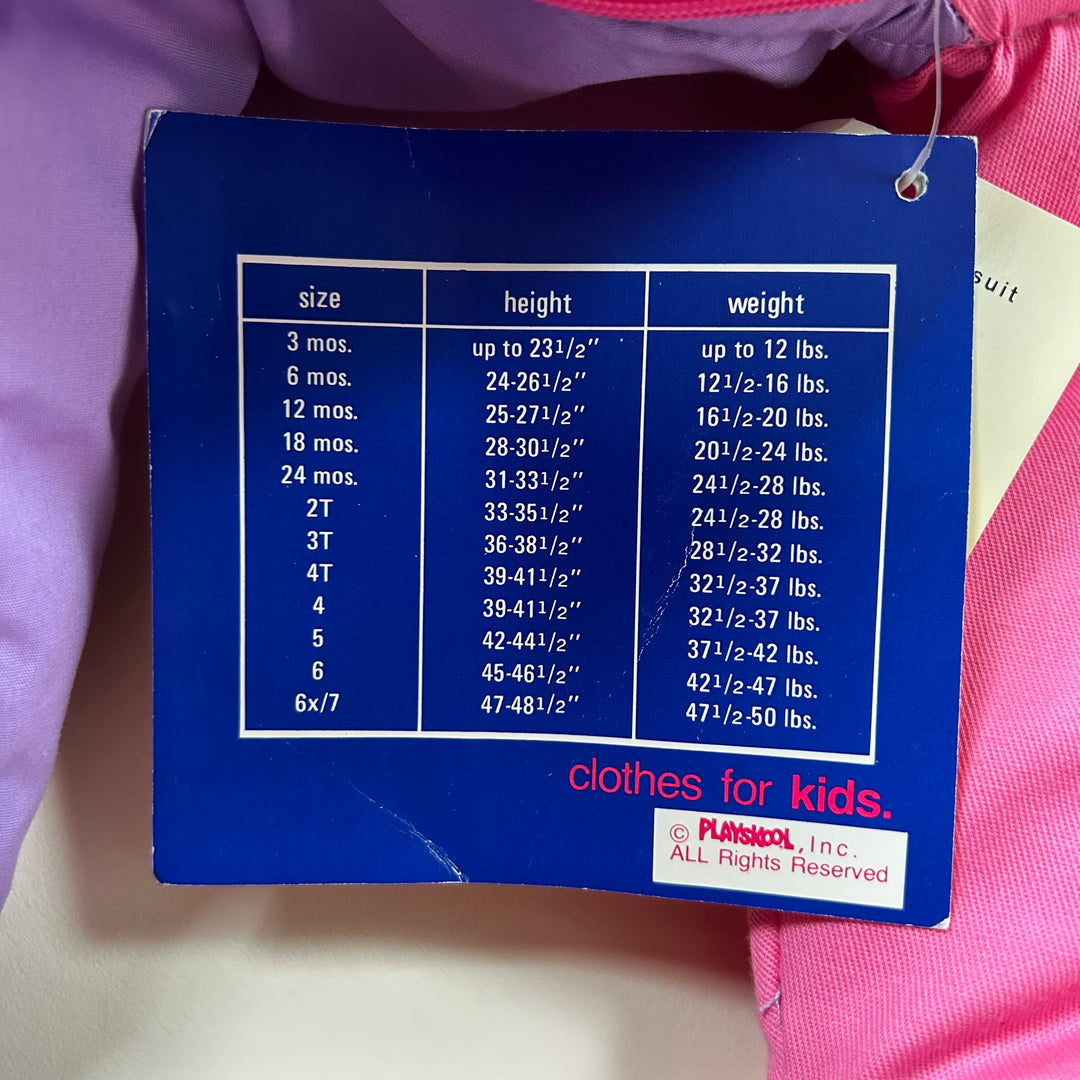 size height weight
3 mos. up to 23 1/2" up to 12 lbs.
6 mos. 24-26 1/2" 12 1/2-16 lbs.
12 mos. 25-27 1/2" 16 1/2-20 lbs.
18 mos. 28-30 1/2" 20 1/2-24 lbs.
24 mos. 31-33 1/2" 24 1/2-28 lbs.
2T 33-35 1/2" 24 1/2-28 lbs.
3T 36-38 1/2" 28 1/2-32 lbs.
4T 39-41 1/2" 32 1/2-37 lbs.
4 39-41 1/2" 32 1/2-37 lbs.
5 42-44 1/2" 37 1/2-42 lbs.
6 45-46 1/2" 42 1/2-47 lbs.
6x/7 47-48 1/2" 47 1/2-50 lbs.
clothes for kids.
© PLAYSKOOL, Inc.
ALL Rights Reserved
suit